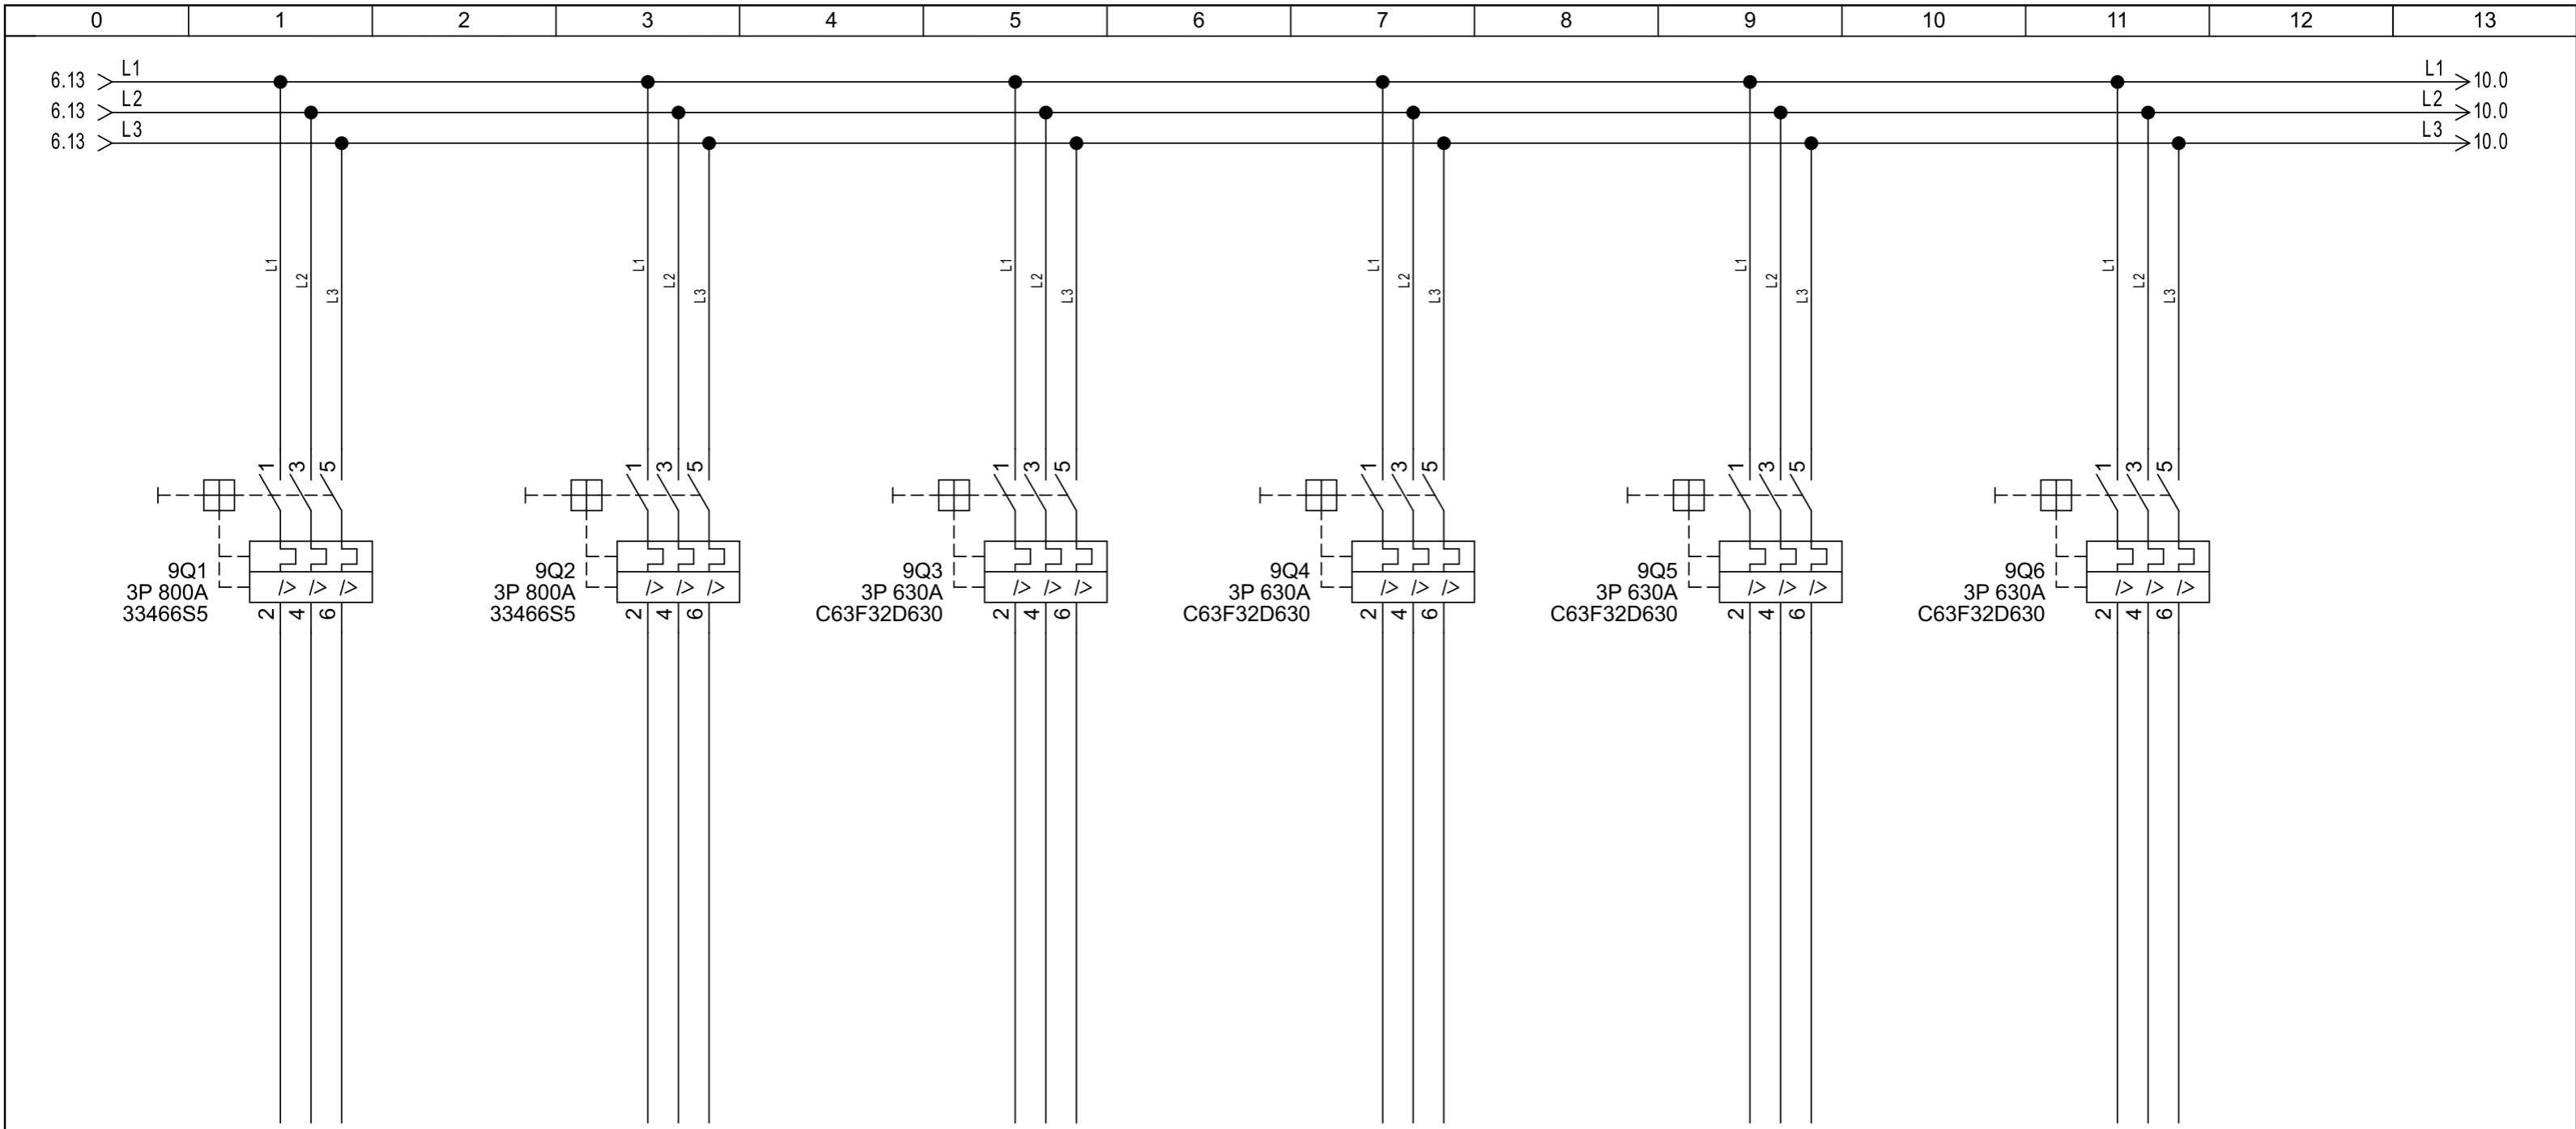 0 1 2 3 4 5 6 7 8 9 10 11 12 13
6.13 L1 L1 10.0
6.13 L2 L2 10.0
6.13 L3 L3 10.0
L1 L2 L3 L1 L2 L3 L1 L2 L3 L1 L2 L3 L1 L2 L3 L1 L2 L3
1 3 5 1 3 5 1 3 5 1 3 5 1 3 5 1 3 5
9Q1
3P 800A
33466S5
I> I> I>
2 4 6
9Q2
3P 800A
33466S5
I> I> I>
2 4 6
9Q3
3P 630A
C63F32D630
I> I> I>
2 4 6
9Q4
3P 630A
C63F32D630
I> I> I>
2 4 6
9Q5
3P 630A
C63F32D630
I> I> I>
2 4 6
9Q6
3P 630A
C63F32D630
I> I> I>
2 4 6